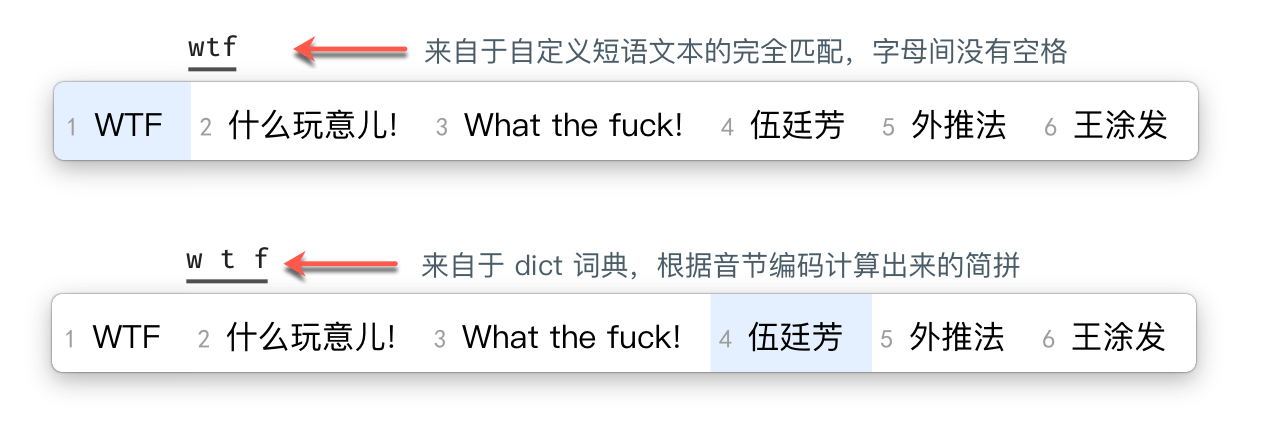 wtf 来自于自定义短语文本的完全匹配，字母间没有空格
1 WTF 2 什么玩意儿! 3 What the fuck! 4 伍廷芳 5 外推法 6 王涂发
w t f 来自于 dict 词典，根据音节编码计算出来的简拼
1 WTF 2 什么玩意儿! 3 What the fuck! 4 伍廷芳 5 外推法 6 王涂发